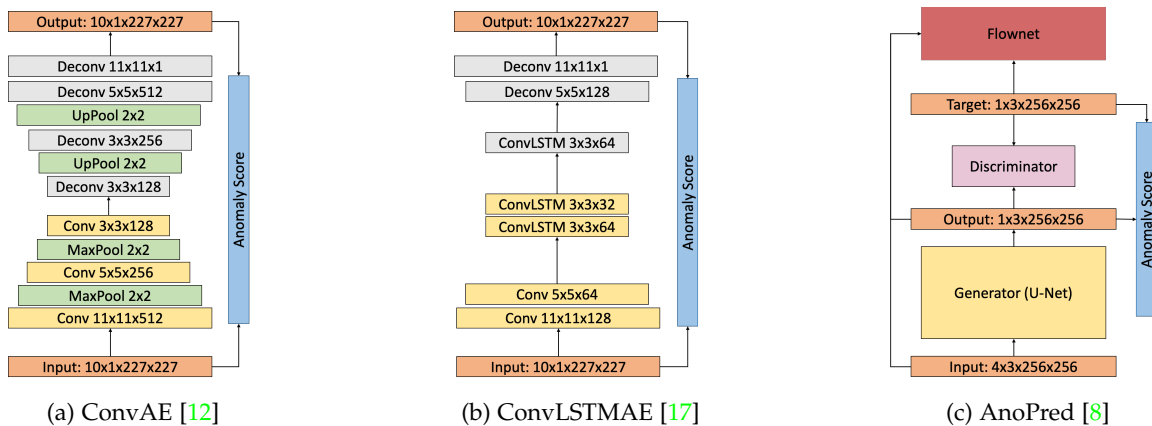 Output: 10x1x227x227
Deconv 11x11x1
Deconv 5x5x512
UpPool 2x2
Deconv 3x3x256
UpPool 2x2
Deconv 3x3x128
Conv 3x3x128
MaxPool 2x2
Conv 5x5x256
MaxPool 2x2
Conv 11x11x512
Input: 10x1x227x227
Anomaly Score
(a) ConvAE [12]
Output: 10x1x227x227
Deconv 11x11x1
Deconv 5x5x128
ConvLSTM 3x3x64
ConvLSTM 3x3x32
ConvLSTM 3x3x64
Conv 5x5x64
Conv 11x11x128
Input: 10x1x227x227
Anomaly Score
(b) ConvLSTMAE [17]
Flownet
Target: 1x3x256x256
Discriminator
Output: 1x3x256x256
Generator (U-Net)
Input: 4x3x256x256
Anomaly Score
(c) AnoPred [8]